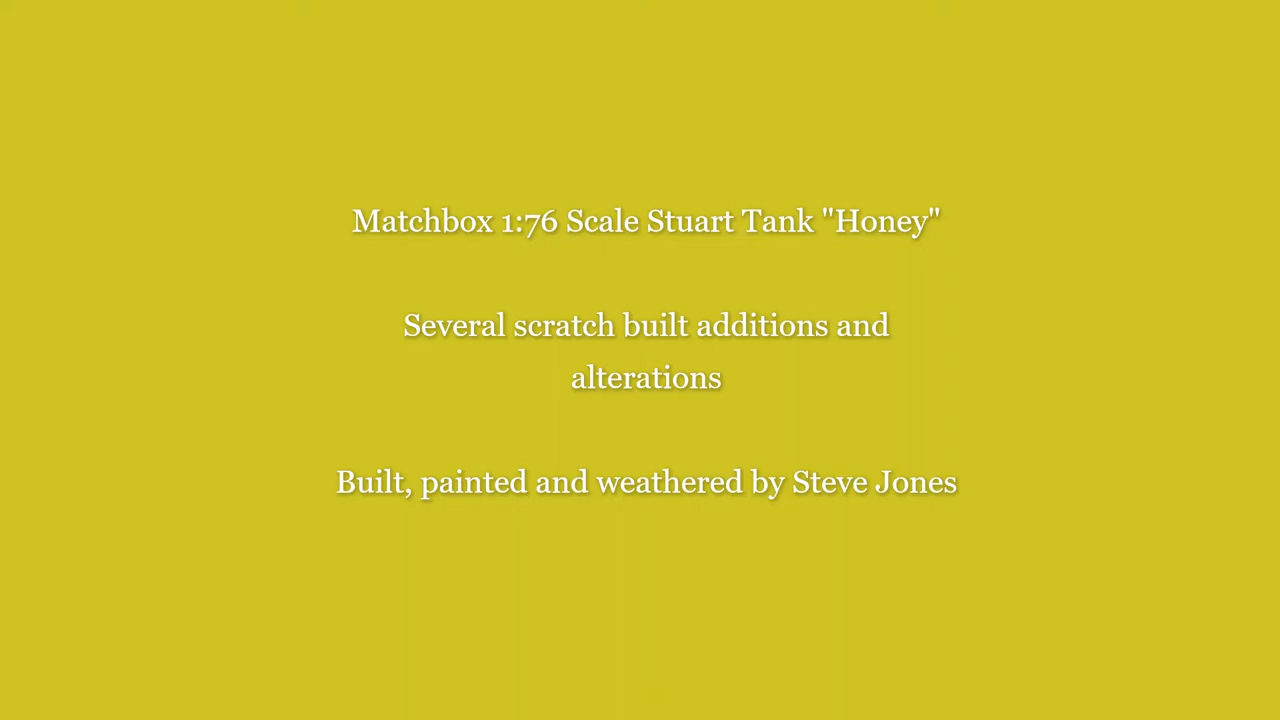 Matchbox 1:76 Scale Stuart Tank "Honey"
Several scratch built additions and
alterations
Built, painted and weathered by Steve Jones